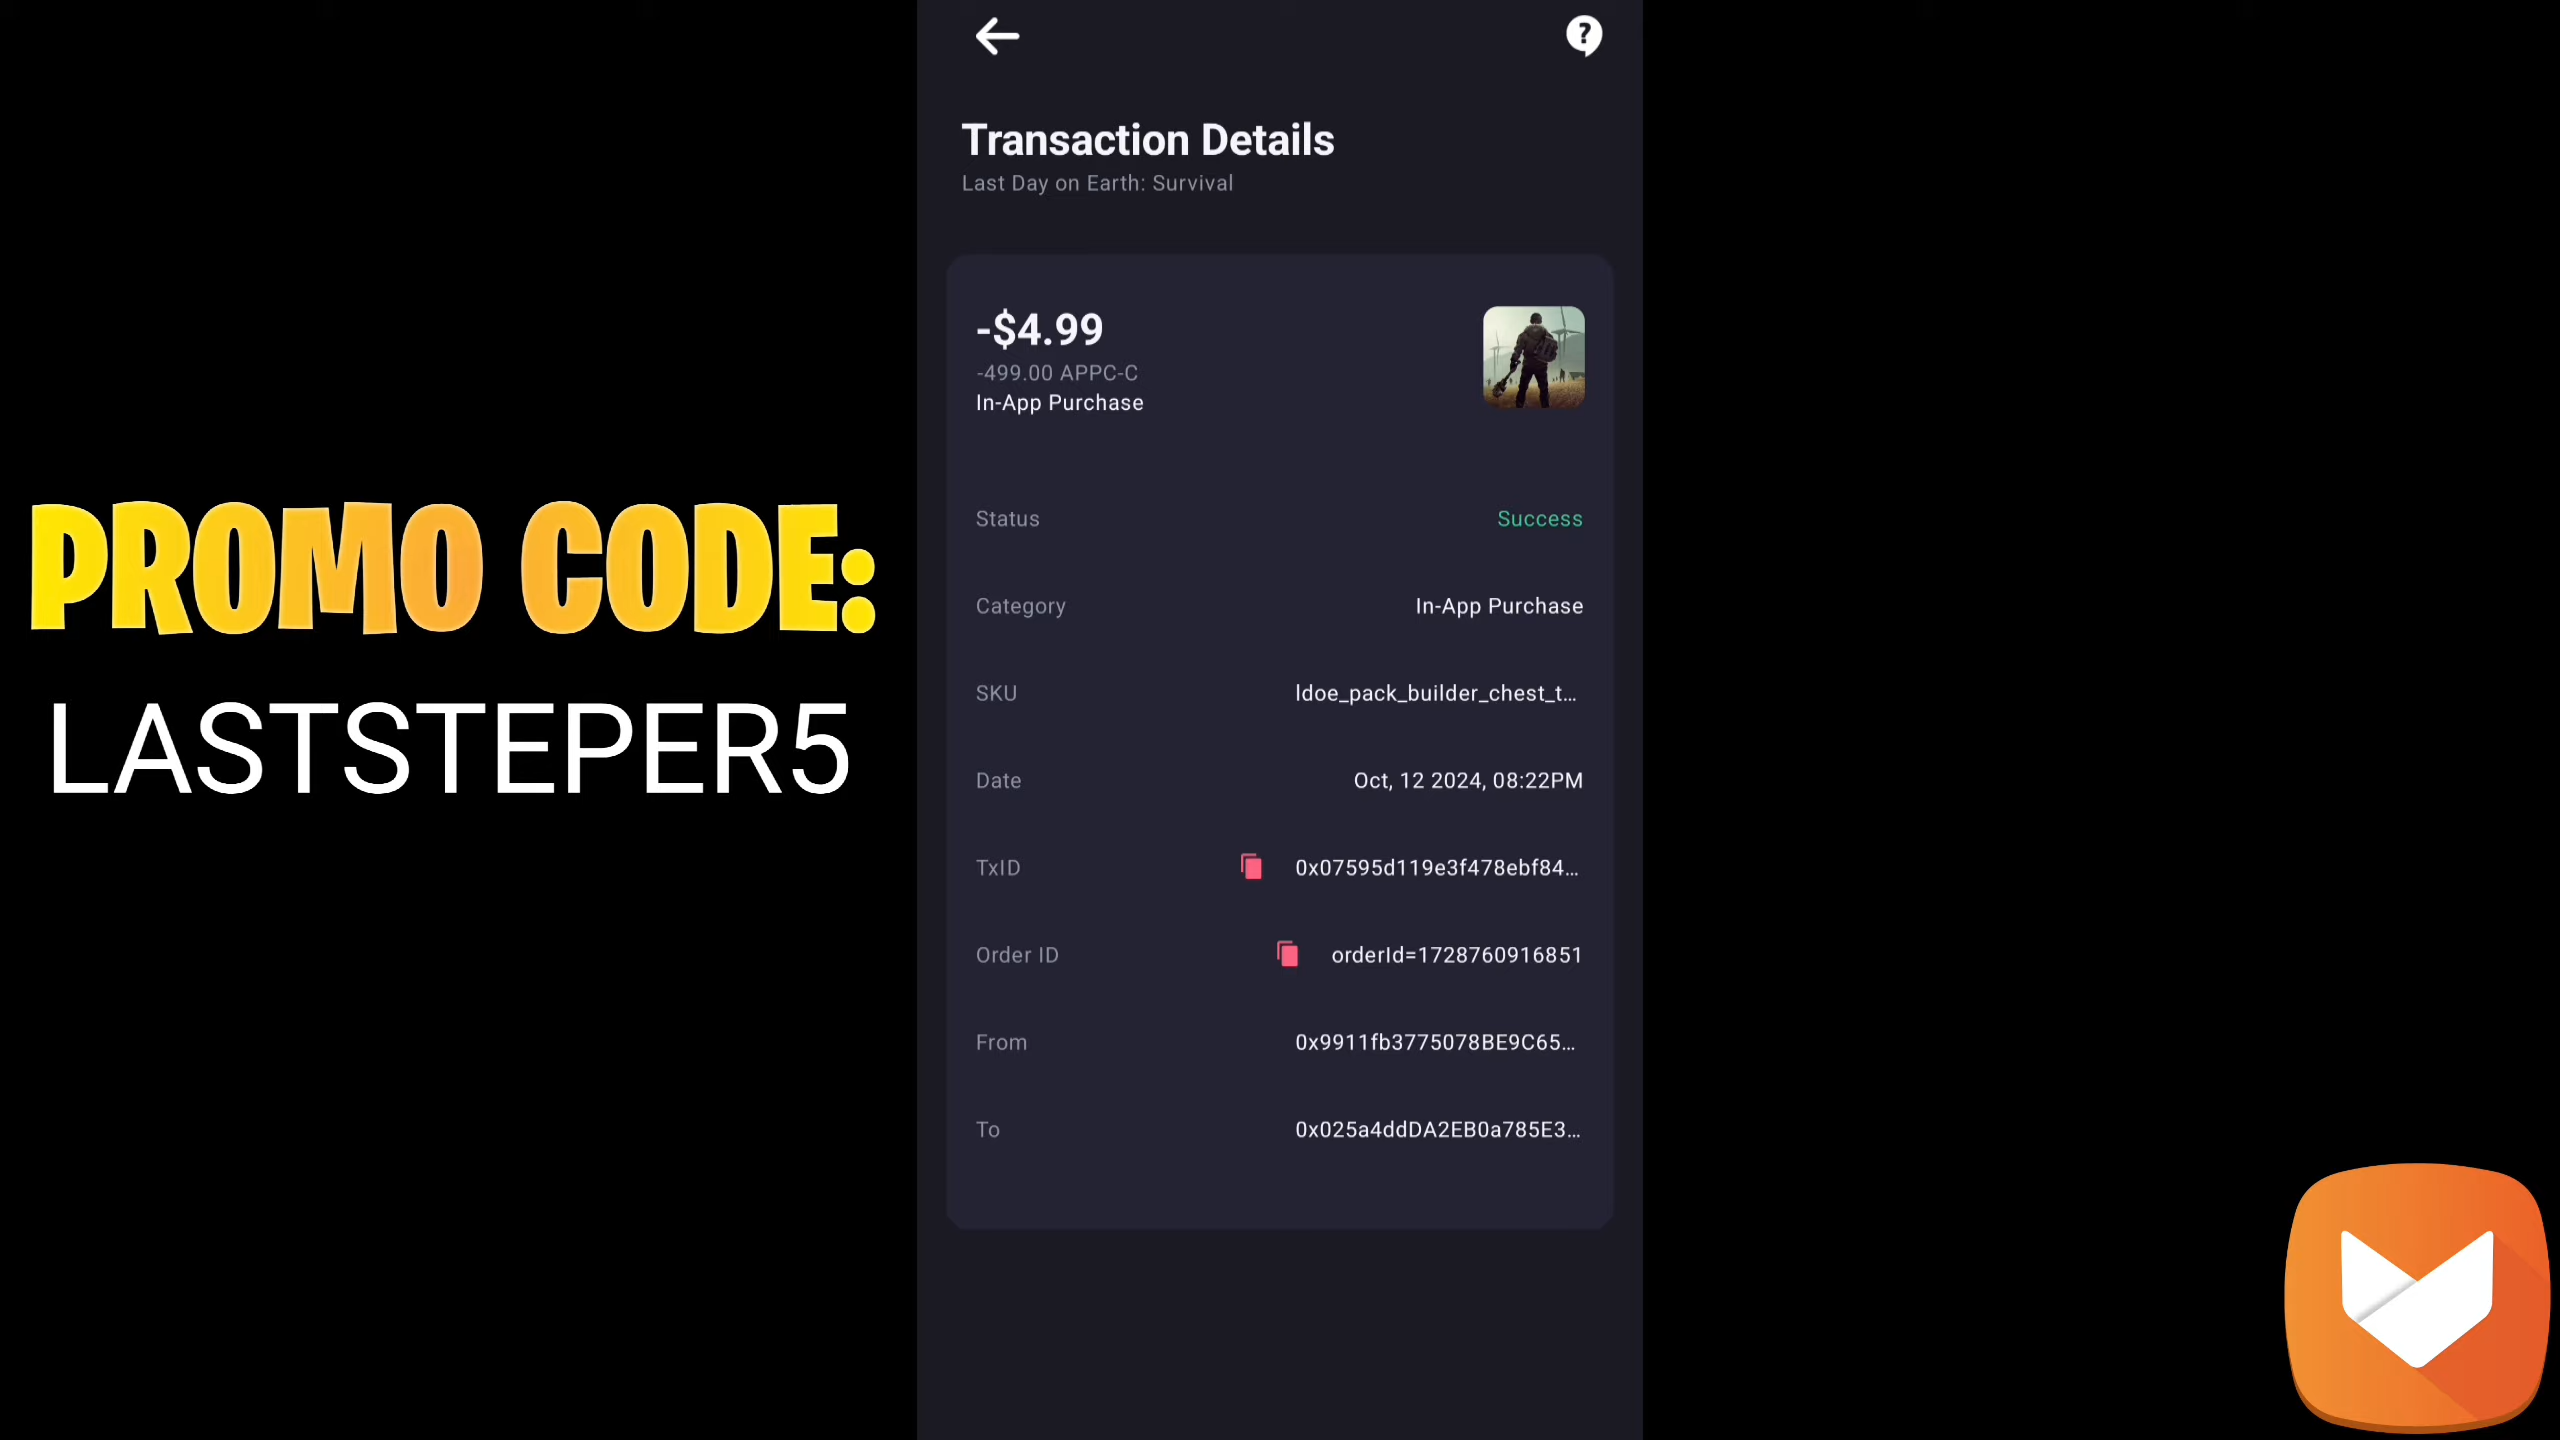 PROMO CODE:
LASTSTEPER5
Transaction Details
Last Day on Earth: Survival
-$4.99
-499.00 APPC-C
In-App Purchase
Status Success
Category In-App Purchase
SKU ldoe_pack_builder_chest_t...
Date Oct, 12 2024, 08:22PM
TxID 0x07595d119e3f478ebf84...
Order ID orderId=1728760916851
From 0x9911fb3775078BE9C65...
To 0x025a4ddDA2EB0a785E3...